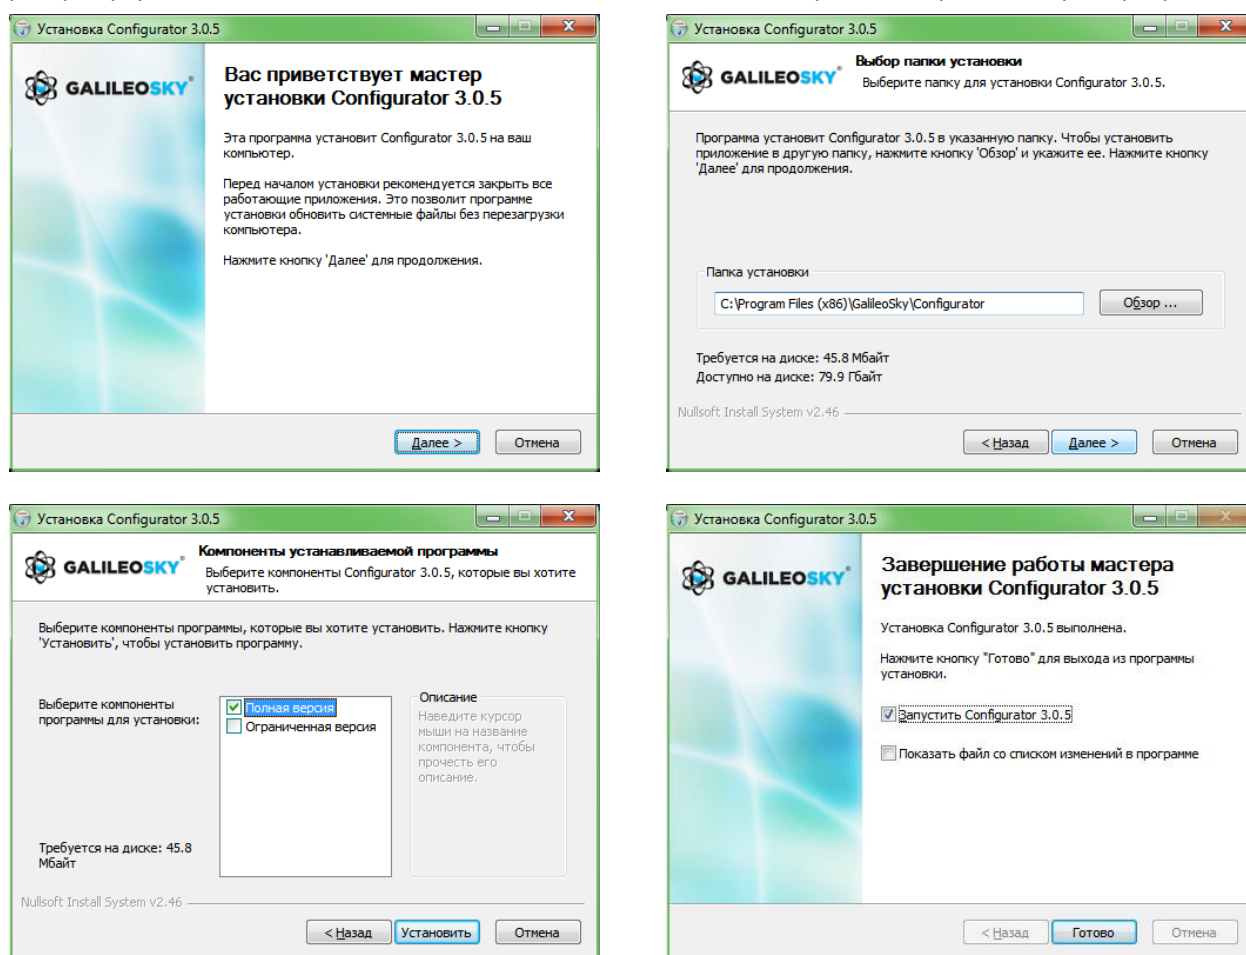 Установка Configurator 3.0.5
GALILEOSKY
Вас приветствует мастер
установки Configurator 3.0.5
Эта программа установит Configurator 3.0.5 на ваш
компьютер.
Перед началом установки рекомендуется закрыть все
работающие приложения. Это позволит программе
установки обновить системные файлы без перезагрузки
компьютера.
Нажмите кнопку 'Далее' для продолжения.
Далее >
Отмена
Установка Configurator 3.0.5
GALILEOSKY
Выбор папки установки
Выберите папку для установки Configurator 3.0.5.
Программа установит Configurator 3.0.5 в указанную папку. Чтобы установить
приложение в другую папку, нажмите кнопку 'Обзор' и укажите ее. Нажмите кнопку
'Далее' для продолжения.
Папка установки
C:\Program Files (x86)\GalileoSky\Configurator
Обзор ...
Требуется на диске: 45.8 Мбайт
Доступно на диске: 79.9 Гбайт
Nullsoft Install System v2.46
< Назад
Далее >
Отмена
Установка Configurator 3.0.5
GALILEOSKY
Компоненты устанавливаемой программы
Выберите компоненты Configurator 3.0.5, которые вы хотите
установить.
Выберите компоненты программы, которые вы хотите установить. Нажмите кнопку
'Установить', чтобы установить программу.
Выберите компоненты
программы для установки:
Полная версия
Ограниченная версия
Описание
Наведите курсор
мыши на название
компонента, чтобы
прочесть его
описание.
Требуется на диске: 45.8
Мбайт
Nullsoft Install System v2.46
< Назад
Установить
Отмена
Установка Configurator 3.0.5
GALILEOSKY
Завершение работы мастера
установки Configurator 3.0.5
Установка Configurator 3.0.5 выполнена.
Нажмите кнопку "Готово" для выхода из программы
установки.
Запустить Configurator 3.0.5
Показать файл со списком изменений в программе
< Назад
Готово
Отмена